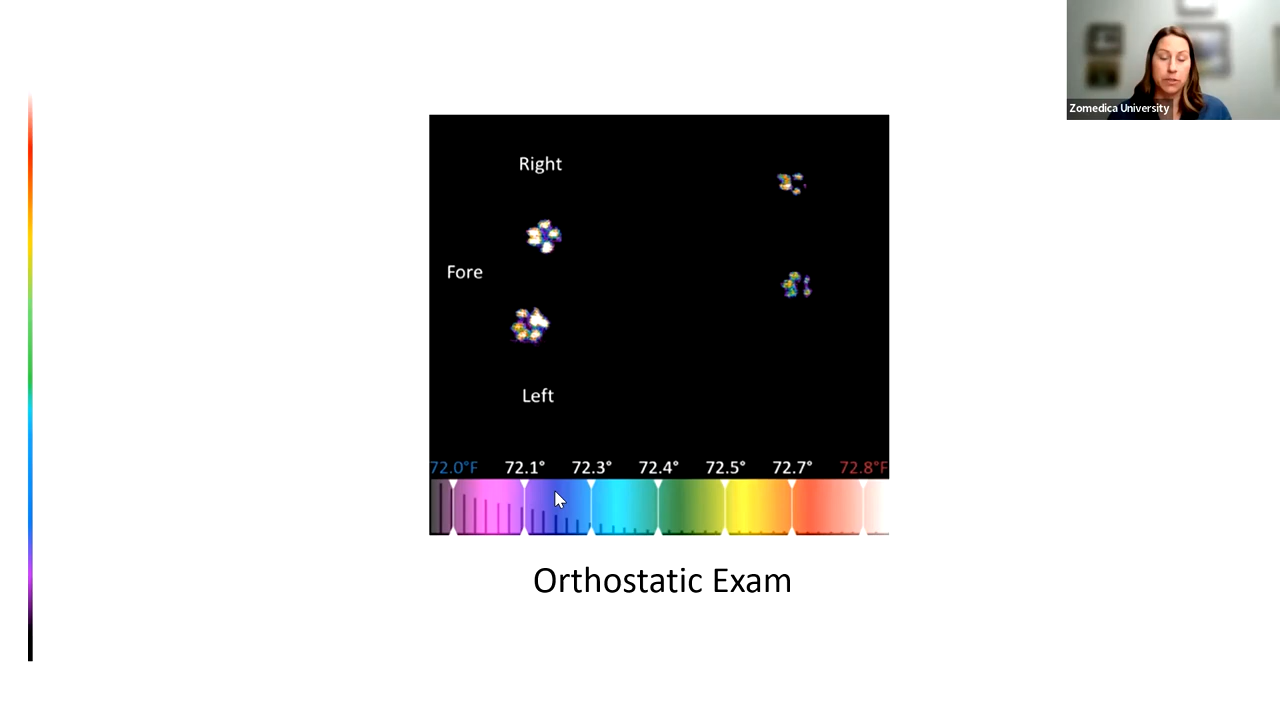 Zomedica University
Right
Fore
Left
72.0°F 72.1° 72.3° 72.4° 72.5° 72.7° 72.8°F
Orthostatic Exam